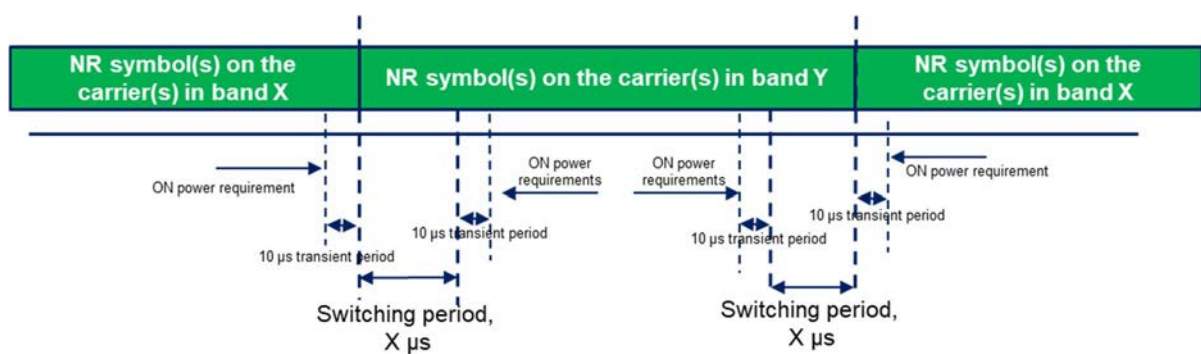 NR symbol(s) on the
carrier(s) in band X
NR symbol(s) on the carrier(s) in band Y
NR symbol(s) on the
carrier(s) in band X
ON power requirement
10 µs transient period
Switching period,
X µs
10 µs transient period
ON power
requirements
ON power
requirements
10 µs transient period
Switching period,
X µs
10 µs transient period
ON power requirement